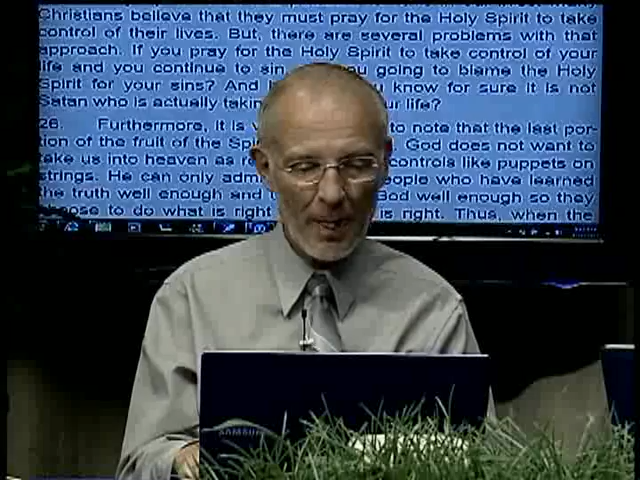 Christians believe that they must pray for the Holy Spirit to take
control of their lives. But, there are several problems with that
approach. If you pray for the Holy Spirit to take control of your
life and you continue to sin you going to blame the Holy
Spirit for your sins? And know for sure it is not
Satan who is actually takin ur life?
26. Furthermore, it is v to note that the last por-
tion of the fruit of the Spi God does not want to
take us into heaven as ro controls like puppets on
strings. He can only adm people who have learned
the truth well enough and God well enough so they
to do what is right is right. Thus, when the
SAMSUNG